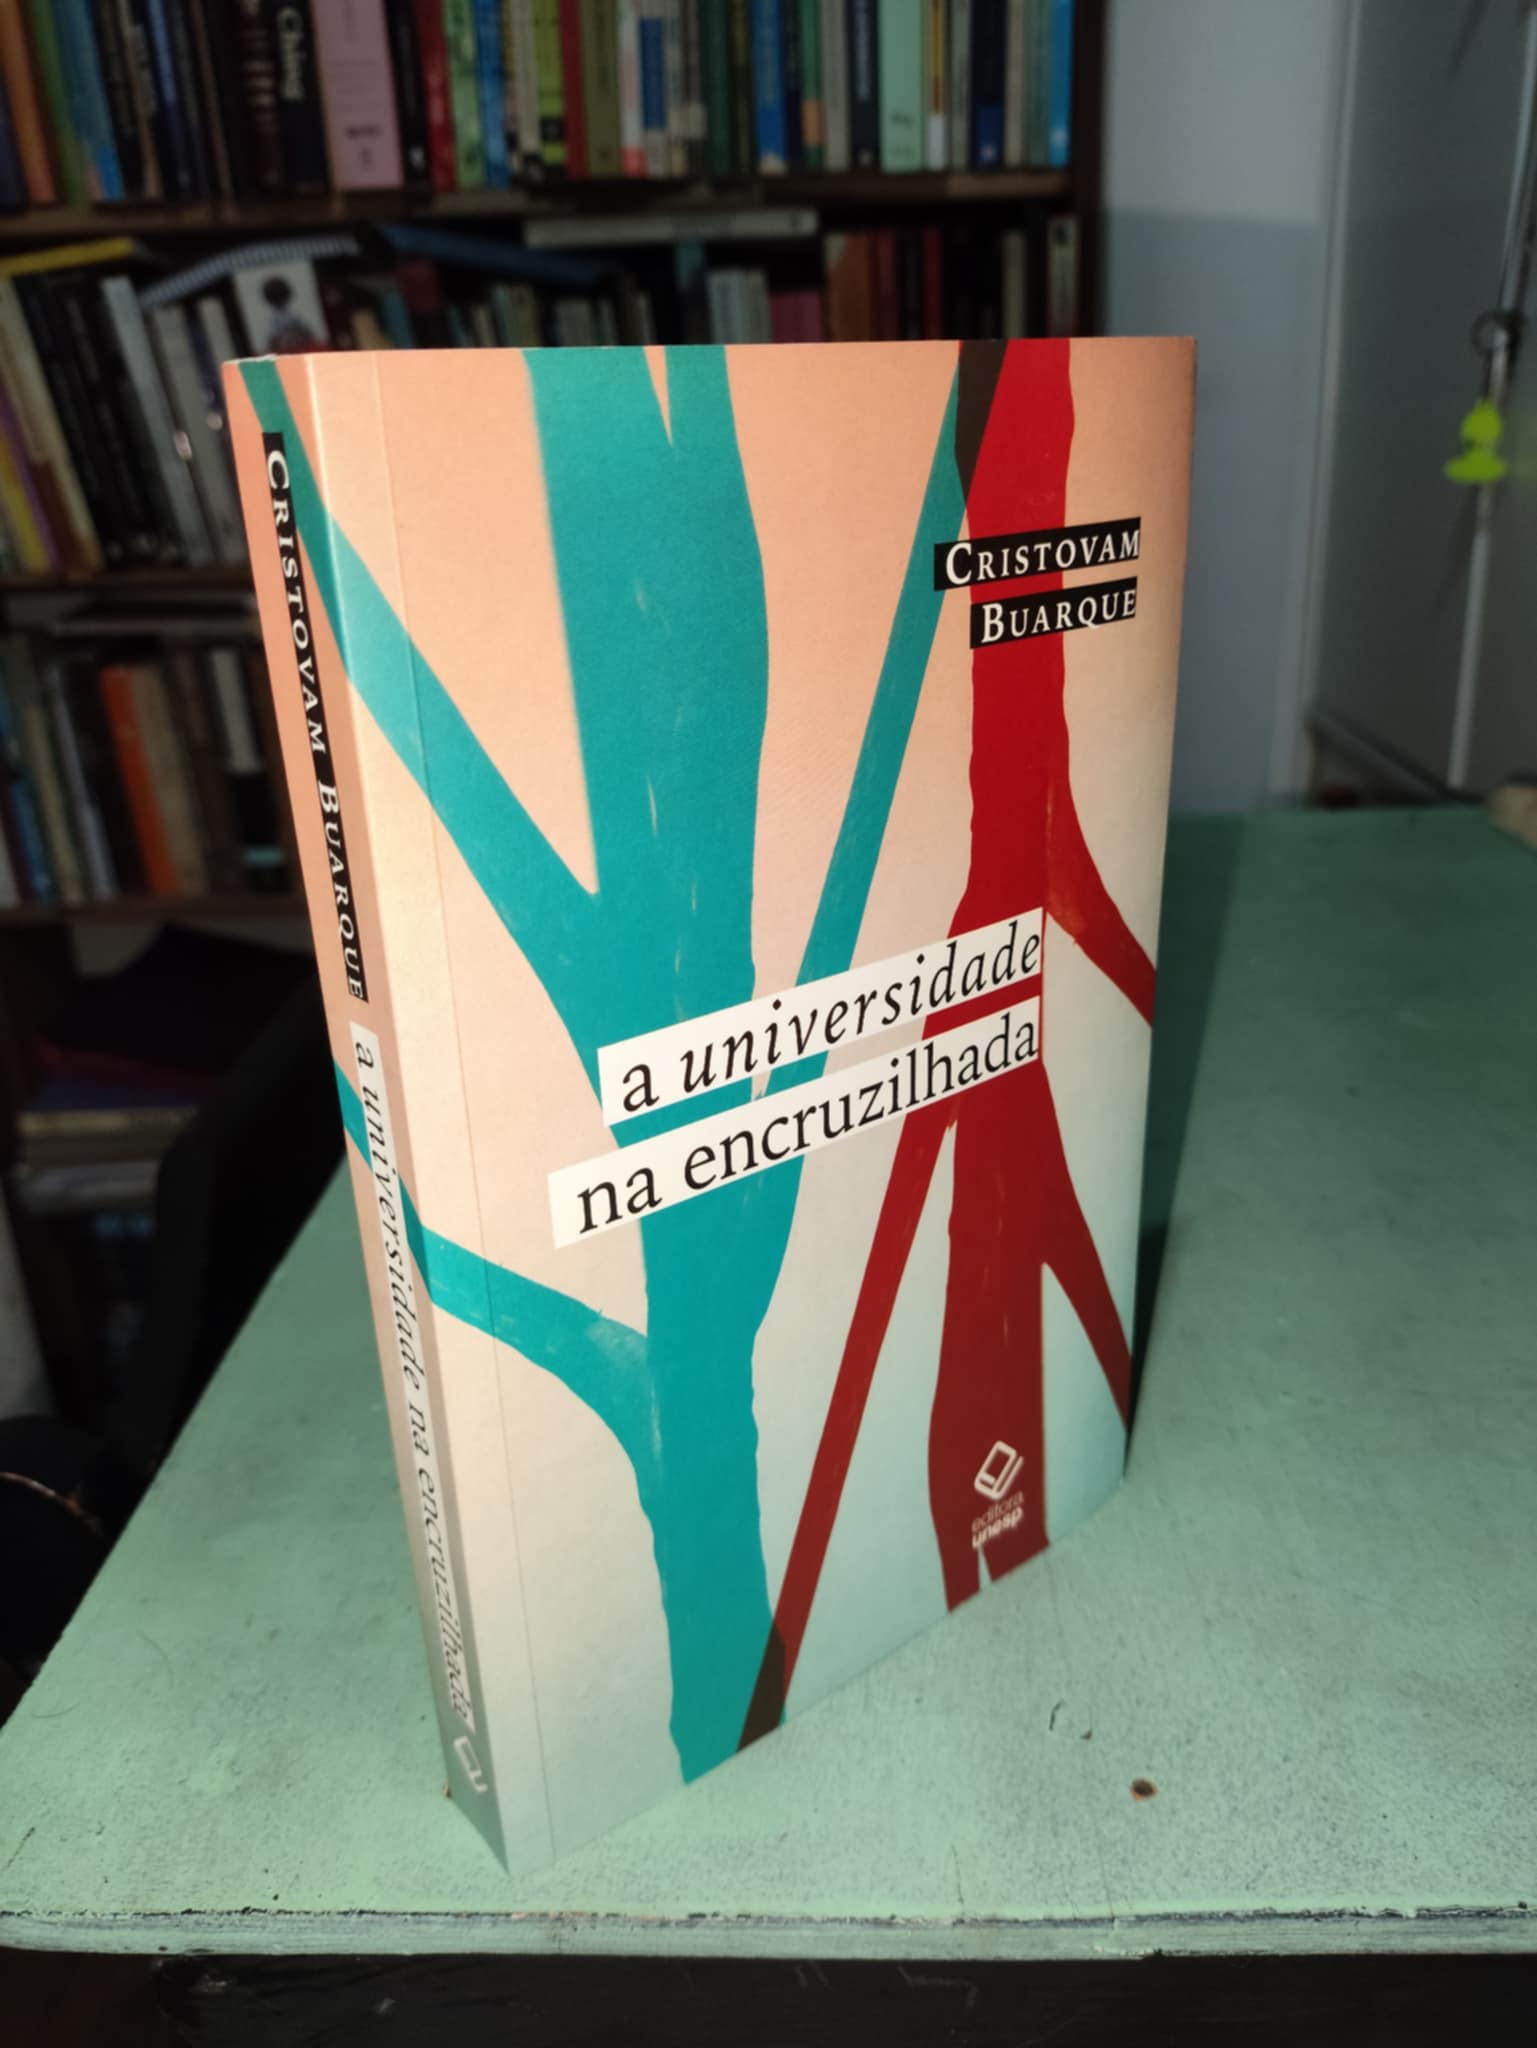 Cristovam
Buarque
a universidade
na encruzilhada
editora
unesp
Cristovam Buarque a universidade na encruzilhada